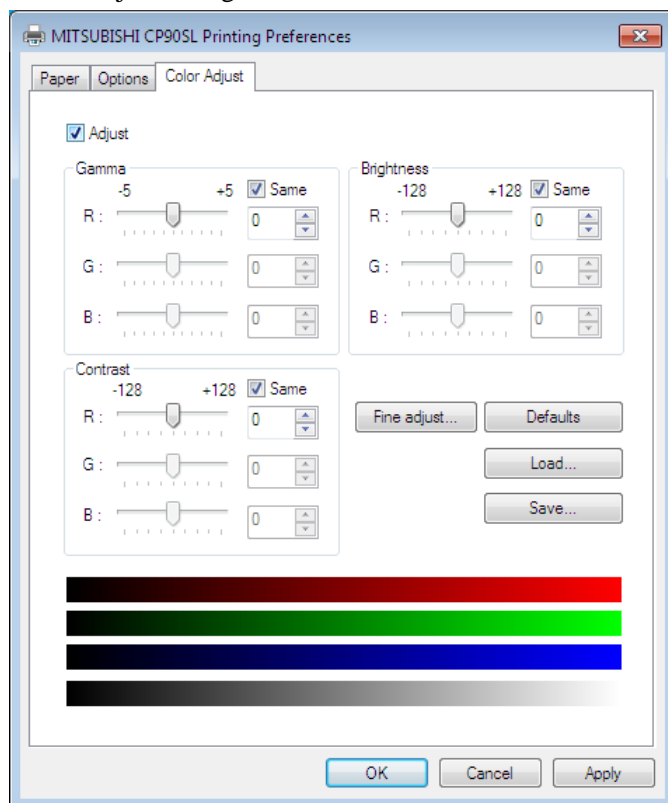 MITSUBISHI CP90SL Printing Preferences
Paper Options Color Adjust
Adjust
Gamma
-5 +5 Same
R : 0
G : 0
B : 0
Brightness
-128 +128 Same
R : 0
G : 0
B : 0
Contrast
-128 +128 Same
R : 0
G : 0
B : 0
Fine adjust... Defaults
Load...
Save...
OK Cancel Apply